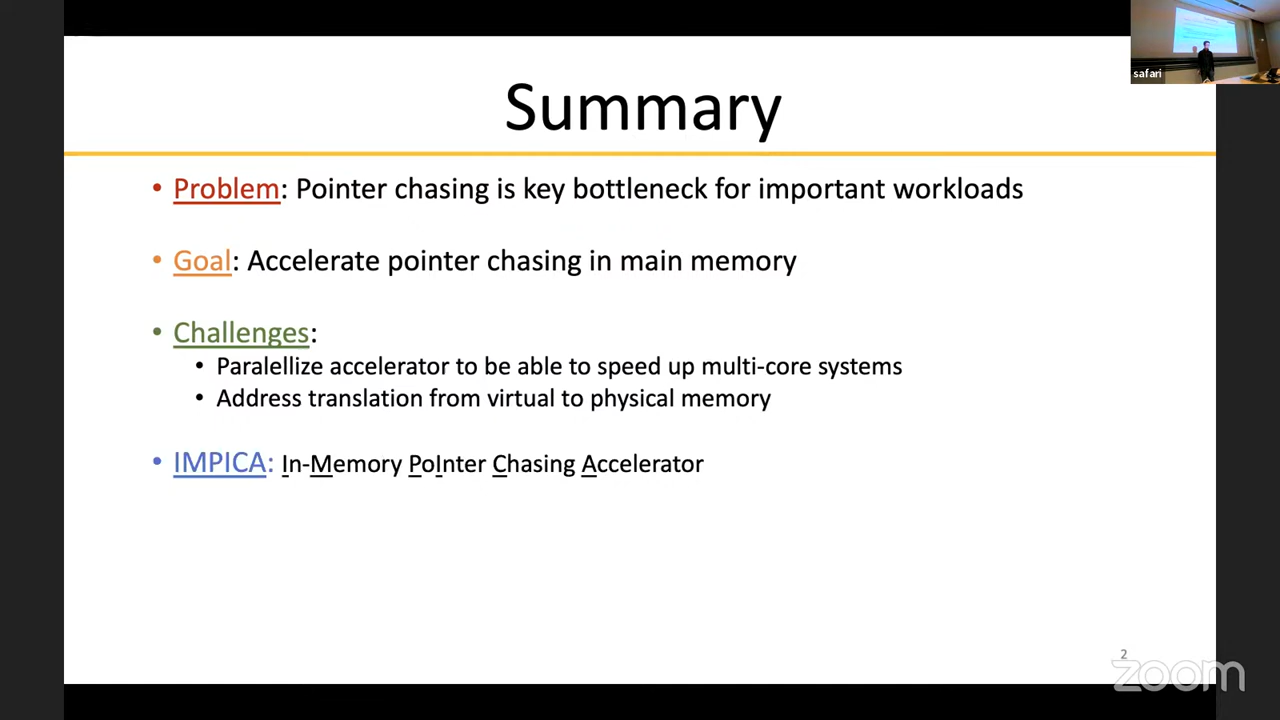 safari
Summary
• Problem: Pointer chasing is key bottleneck for important workloads
• Goal: Accelerate pointer chasing in main memory
• Challenges:
• Paralellize accelerator to be able to speed up multi-core systems
• Address translation from virtual to physical memory
• IMPICA: In-Memory PoInter Chasing Accelerator
2
zoom